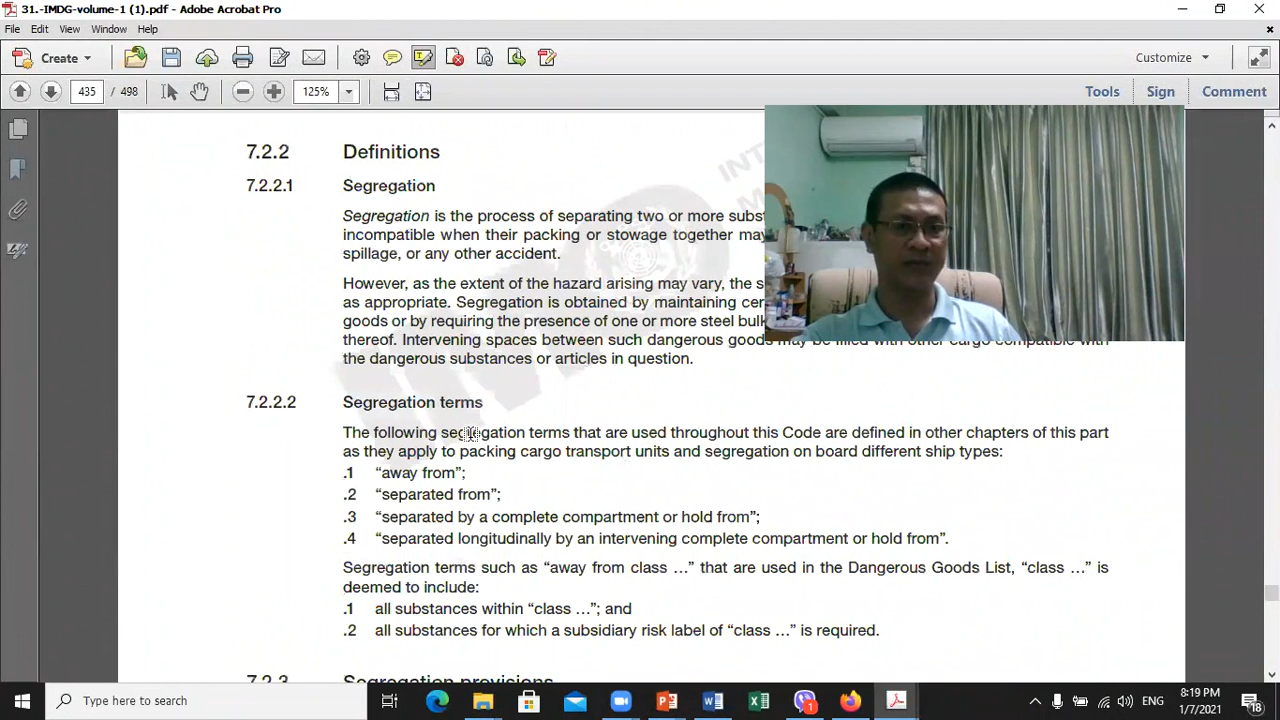 31.-IMDG-volume-1 (1).pdf - Adobe Acrobat Pro
File Edit View Window Help
Create Customize
435 / 498 125% Tools Sign Comment
7.2.2 Definitions
7.2.2.1 Segregation
Segregation is the process of separating two or more
incompatible when their packing or stowage together may
spillage, or any other accident.
However, as the extent of the hazard arising may vary, the
as appropriate. Segregation is obtained by maintaining
goods or by requiring the presence of one or more steel
thereof. Intervening spaces between such dangerous goods may be filled with other cargo compatible with
the dangerous substances or articles in question.
7.2.2.2 Segregation terms
The following segregation terms that are used throughout this Code are defined in other chapters of this part
as they apply to packing cargo transport units and segregation on board different ship types:
.1 “away from”;
.2 “separated from”;
.3 “separated by a complete compartment or hold from”;
.4 “separated longitudinally by an intervening complete compartment or hold from”.
Segregation terms such as “away from class …” that are used in the Dangerous Goods List, “class …” is
deemed to include:
.1 all substances within “class …”; and
.2 all substances for which a subsidiary risk label of “class …” is required.
7.2.3 Segregation provisions
Type here to search
ENG
8:19 PM
1/7/2021
18